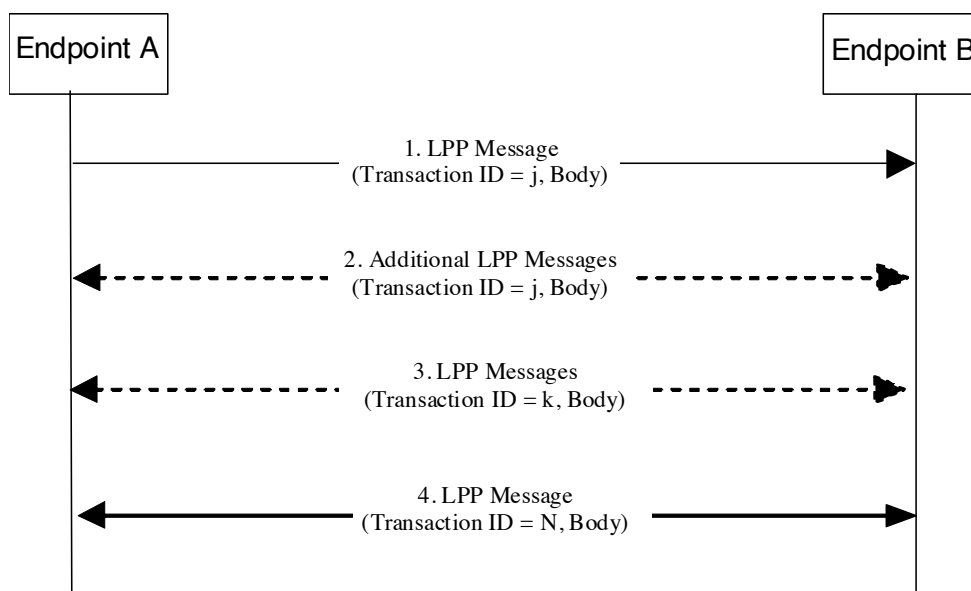 Endpoint A
Endpoint B
1. LPP Message
(Transaction ID = j, Body)
2. Additional LPP Messages
(Transaction ID = j, Body)
3. LPP Messages
(Transaction ID = k, Body)
4. LPP Message
(Transaction ID = N, Body)